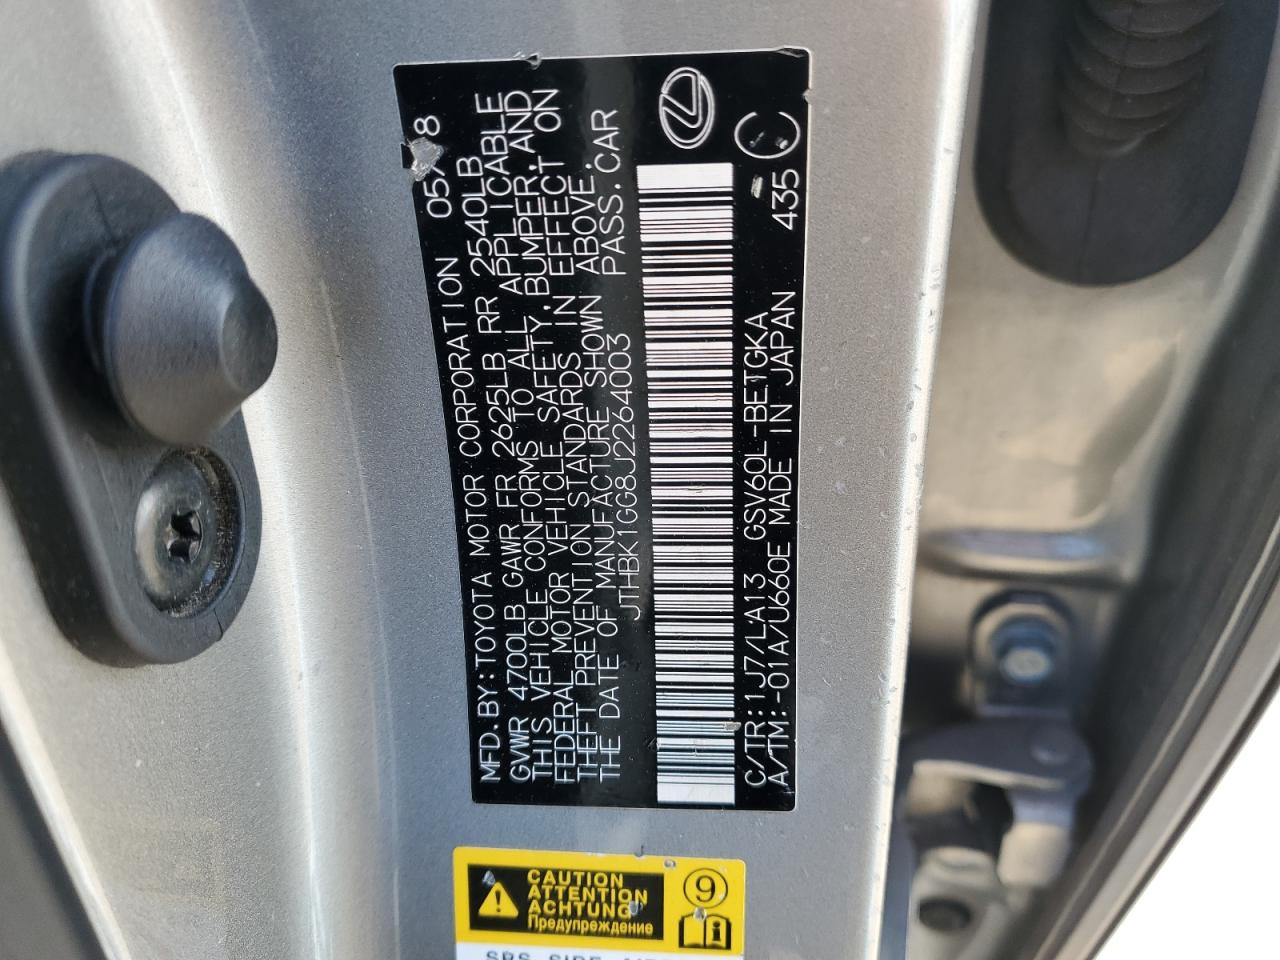 MFD.BY:TOYOTA MOTOR CORPORATION 05/ 8
GVWR 4700LB GAWR FR 2625LB RR 2540LB
THIS VEHICLE CONFORMS TO ALL APPLICABLE
FEDERAL MOTOR VEHICLE SAFETY,BUMPER,AND
THEFT PREVENTION STANDARDS IN EFFECT ON
THE DATE OF MANUFACTURE SHOWN ABOVE.
JTHBK1GG8J2264003 PASS.CAR
C/TR:1J7/LA13 GSV60L-BETGKA
A/TM:-01A/U660E MADE IN JAPAN 435
CAUTION
ATTENTION
ACHTUNG
Предупреждение
9
i
SRS SIDE